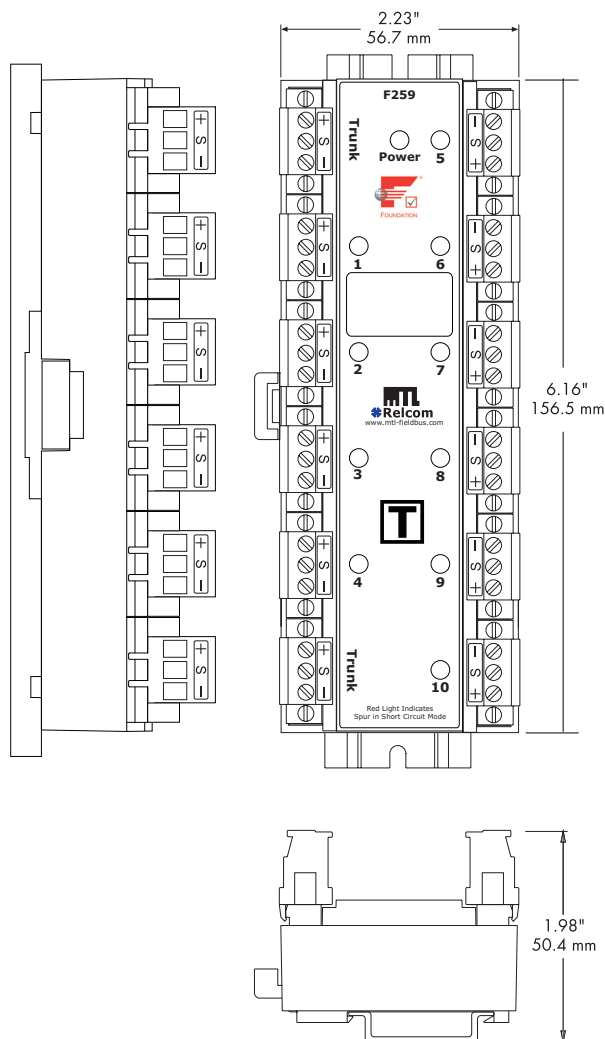 2.23"
56.7 mm
F259
Trunk
Power
5
®
FOUNDATION
1
6
2
7
MTL
Relcom
www.mtl-fieldbus.com
3
8
T
4
9
Trunk
10
Red Light Indicates
Spur in Short Circuit Mode
+ S –
+ S –
+ S –
+ S –
+ S –
+ S –
+ S –
+ S –
+ S –
+ S –
+ S –
+ S –
– S +
– S +
– S +
– S +
– S +
– S +
6.16"
156.5 mm
1.98"
50.4 mm